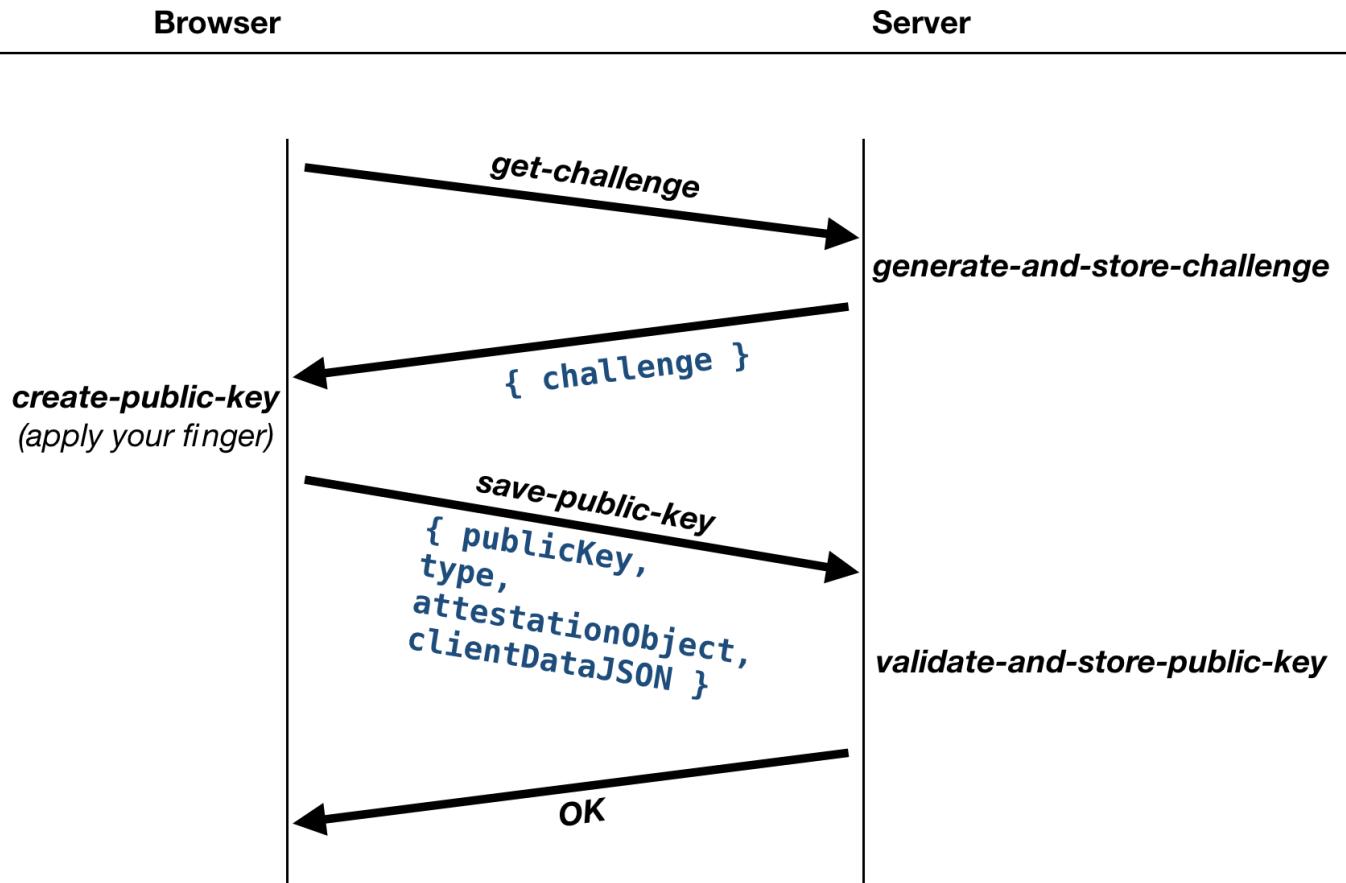 Browser
Server
get-challenge
generate-and-store-challenge
{ challenge }
create-public-key
(apply your finger)
save-public-key
{ publicKey,
type,
attestationObject,
clientDataJSON }
validate-and-store-public-key
OK